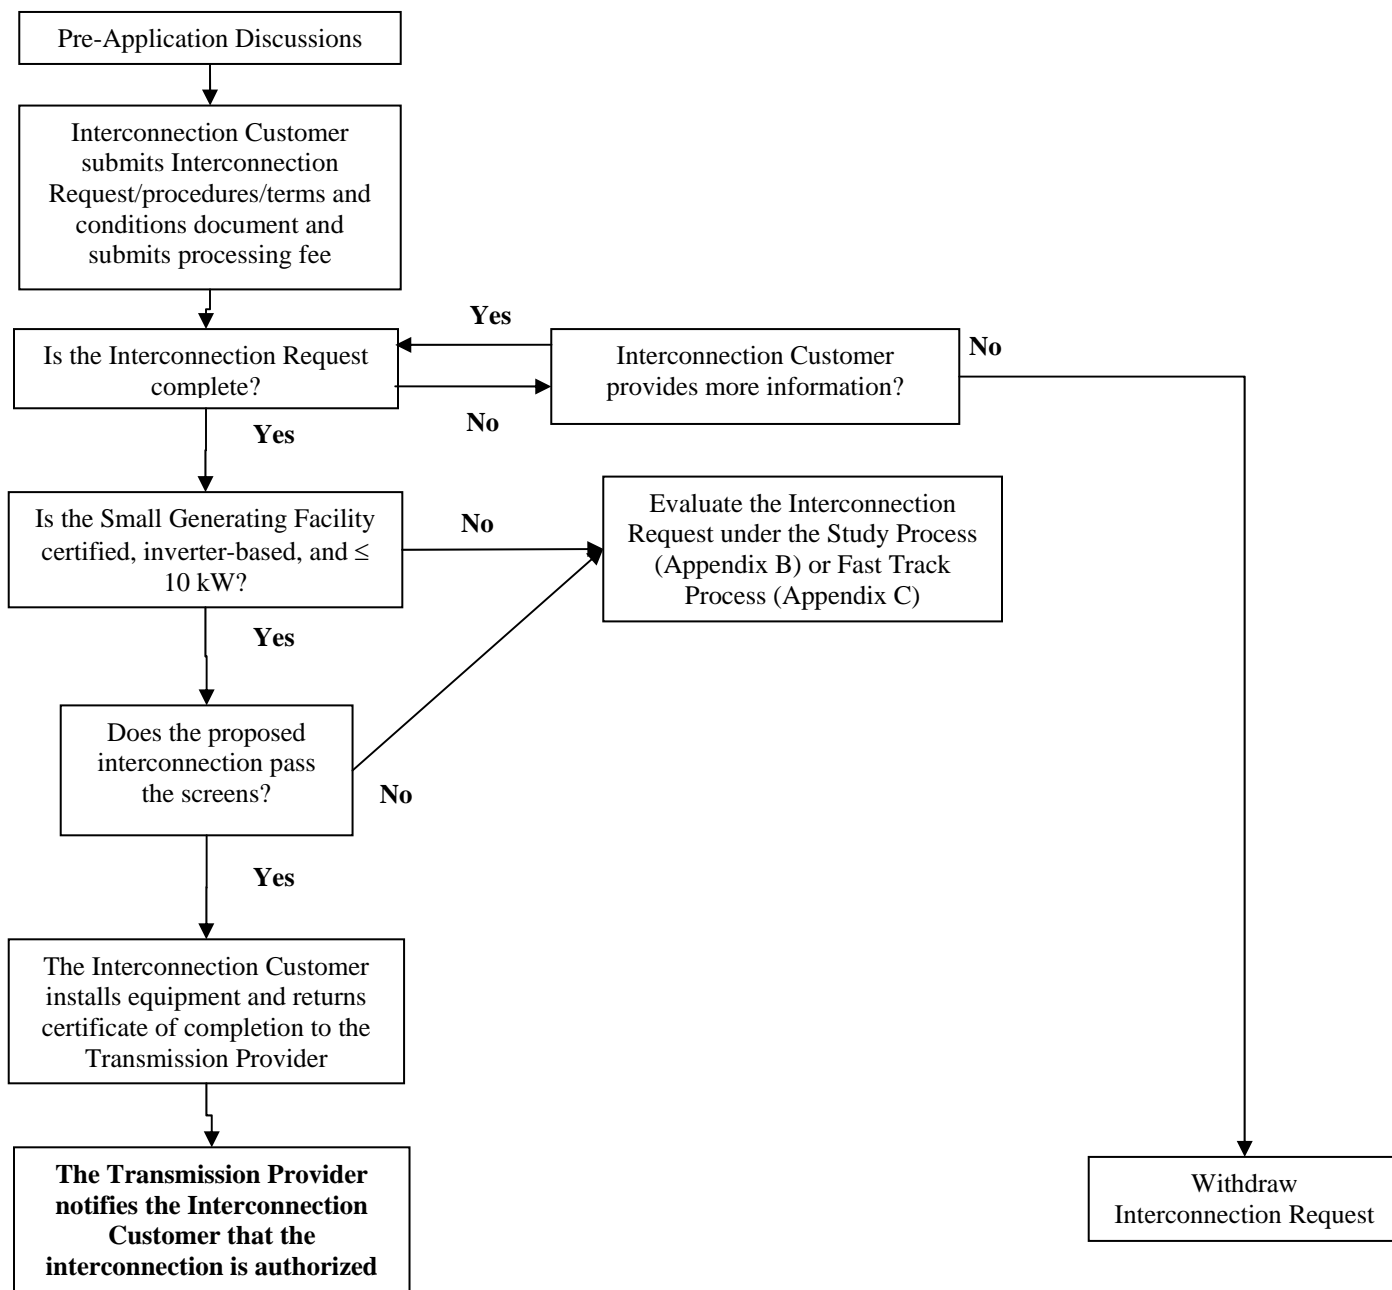 Pre-Application Discussions
Interconnection Customer
submits Interconnection
Request/procedures/terms and
conditions document and
submits processing fee
Yes
Is the Interconnection Request
complete?
Interconnection Customer
provides more information?
No
No
Yes
Is the Small Generating Facility
certified, inverter-based, and ≤
10 kW?
No
Evaluate the Interconnection
Request under the Study Process
(Appendix B) or Fast Track
Process (Appendix C)
Yes
Does the proposed
interconnection pass
the screens?
No
Yes
The Interconnection Customer
installs equipment and returns
certificate of completion to the
Transmission Provider
The Transmission Provider
notifies the Interconnection
Customer that the
interconnection is authorized
Withdraw
Interconnection Request